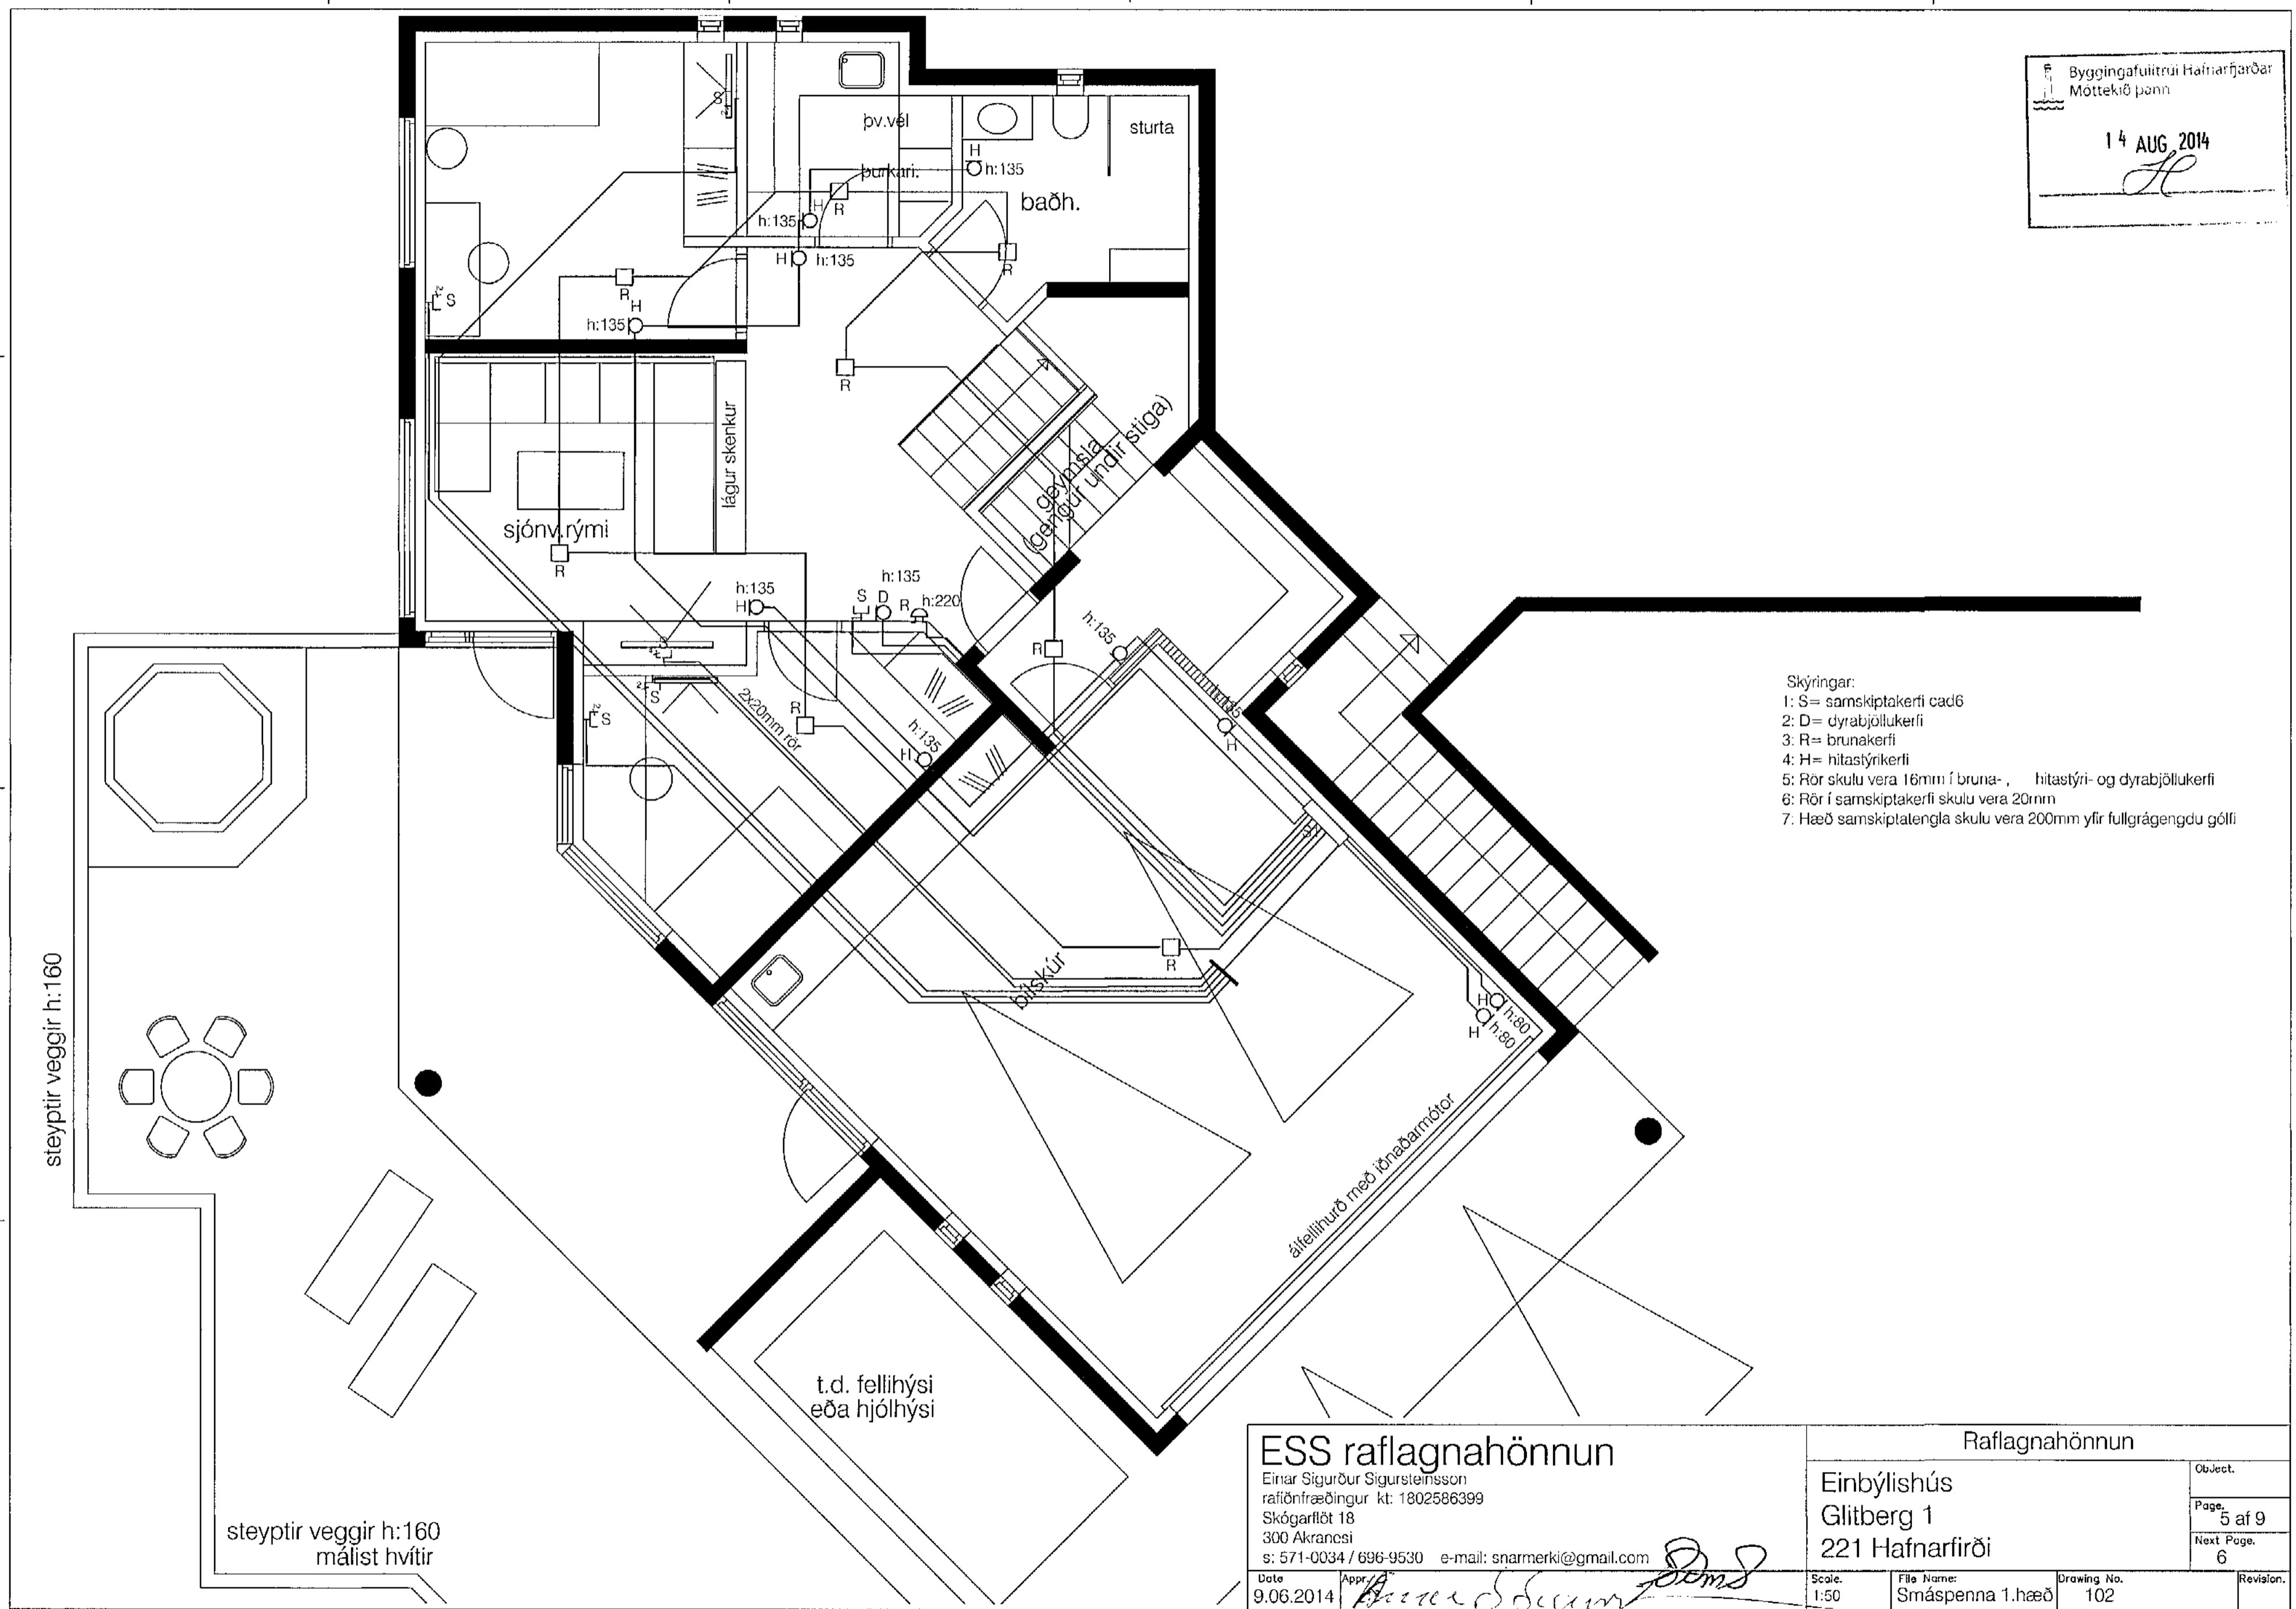 Byggingafulltrúi Hafnarfjarðar
Móttekið þann
14 AUG 2014
þv.vél
sturta
H
h:135
þurkari.
H
R
h:135
baðh.
H h:135
R
S
2x
S
2x
R
H
h:135
R
lágur skenkur
geymsla
(gengur undir stiga)
sjónv.rými
R
h:135
H
h:135
S D R h:220
h:135
R
S
2x
2x S
2x S
2x20mm rör
R
h:135
H
h:135
H
Skýringar:
1: S= samskiptakerfi cad6
2: D= dyrabjöllukerfi
3: R= brunakerfi
4: H= hitastýrikerfi
5: Rör skulu vera 16mm í bruna- , hitastýri- og dyrabjöllukerfi
6: Rör í samskiptakerfi skulu vera 20mm
7: Hæð samskiptatengla skulu vera 200mm yfir fullgrágengdu gólfi
steyptir veggir h:160
bílskúr
R
H h:80
H h:80
álfellihurð með iðnaðarmótor
t.d. fellihýsi
eða hjólhýsi
steyptir veggir h:160
málist hvítir
ESS raflagnahönnun
Einar Sigurður Sigursteinsson
rafiðnfræðingur kt: 1802586399
Skógarflöt 18
300 Akranesi
s: 571-0034 / 696-9530 e-mail: snarmerki@gmail.com
Date
9.06.2014
Appr.
Raflagnahönnun
Einbýlishús
Glitberg 1
221 Hafnarfirði
Object.
Page.
5 af 9
Next Page.
6
Scale.
1:50
File Name:
Smáspenna 1.hæð
Drawing No.
102
Revision.